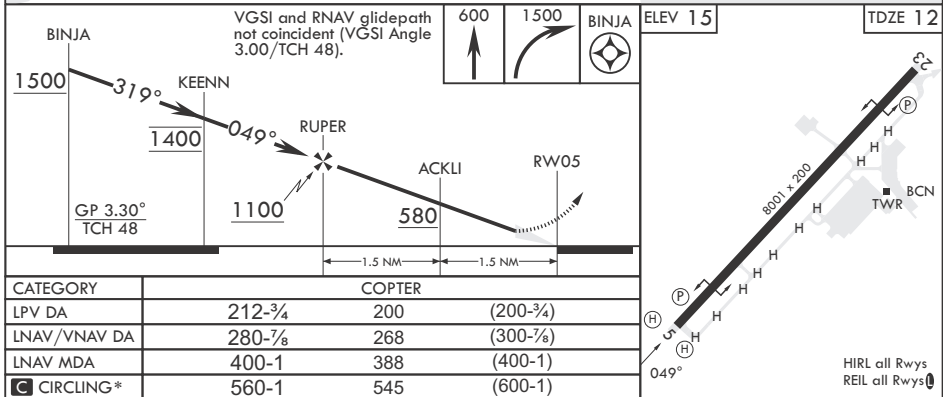 VGSI and RNAV glidepath
not coincident (VGSI Angle
3.00/TCH 48).
600
1500
BINJA
BINJA
1500
319°
KEENN
1400
049°
RUPER
1100
ACKLI
580
RW05
GP 3.30°
TCH 48
1.5 NM
1.5 NM
CATEGORY COPTER
LPV DA 212-¾ 200 (200-¾)
LNAV/VNAV DA 280-⅞ 268 (300-⅞)
LNAV MDA 400-1 388 (400-1)
C CIRCLING* 560-1 545 (600-1)
ELEV 15
TDZE 12
23
P
H
H
H
8001 x 200
BCN
TWR
H
H
H
H
H
P
H
H
5
H
H
049°
HIRL all Rwys
REIL all Rwys L